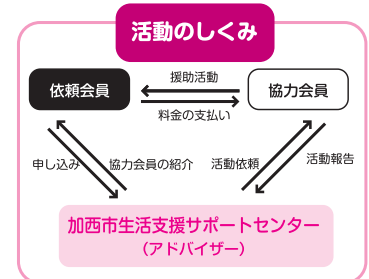 活動のしくみ
依頼会員
援助活動
協力会員
料金の支払い
申し込み
協力会員の紹介
活動依頼
活動報告
加西市生活支援サポートセンター
（アドバイザー）